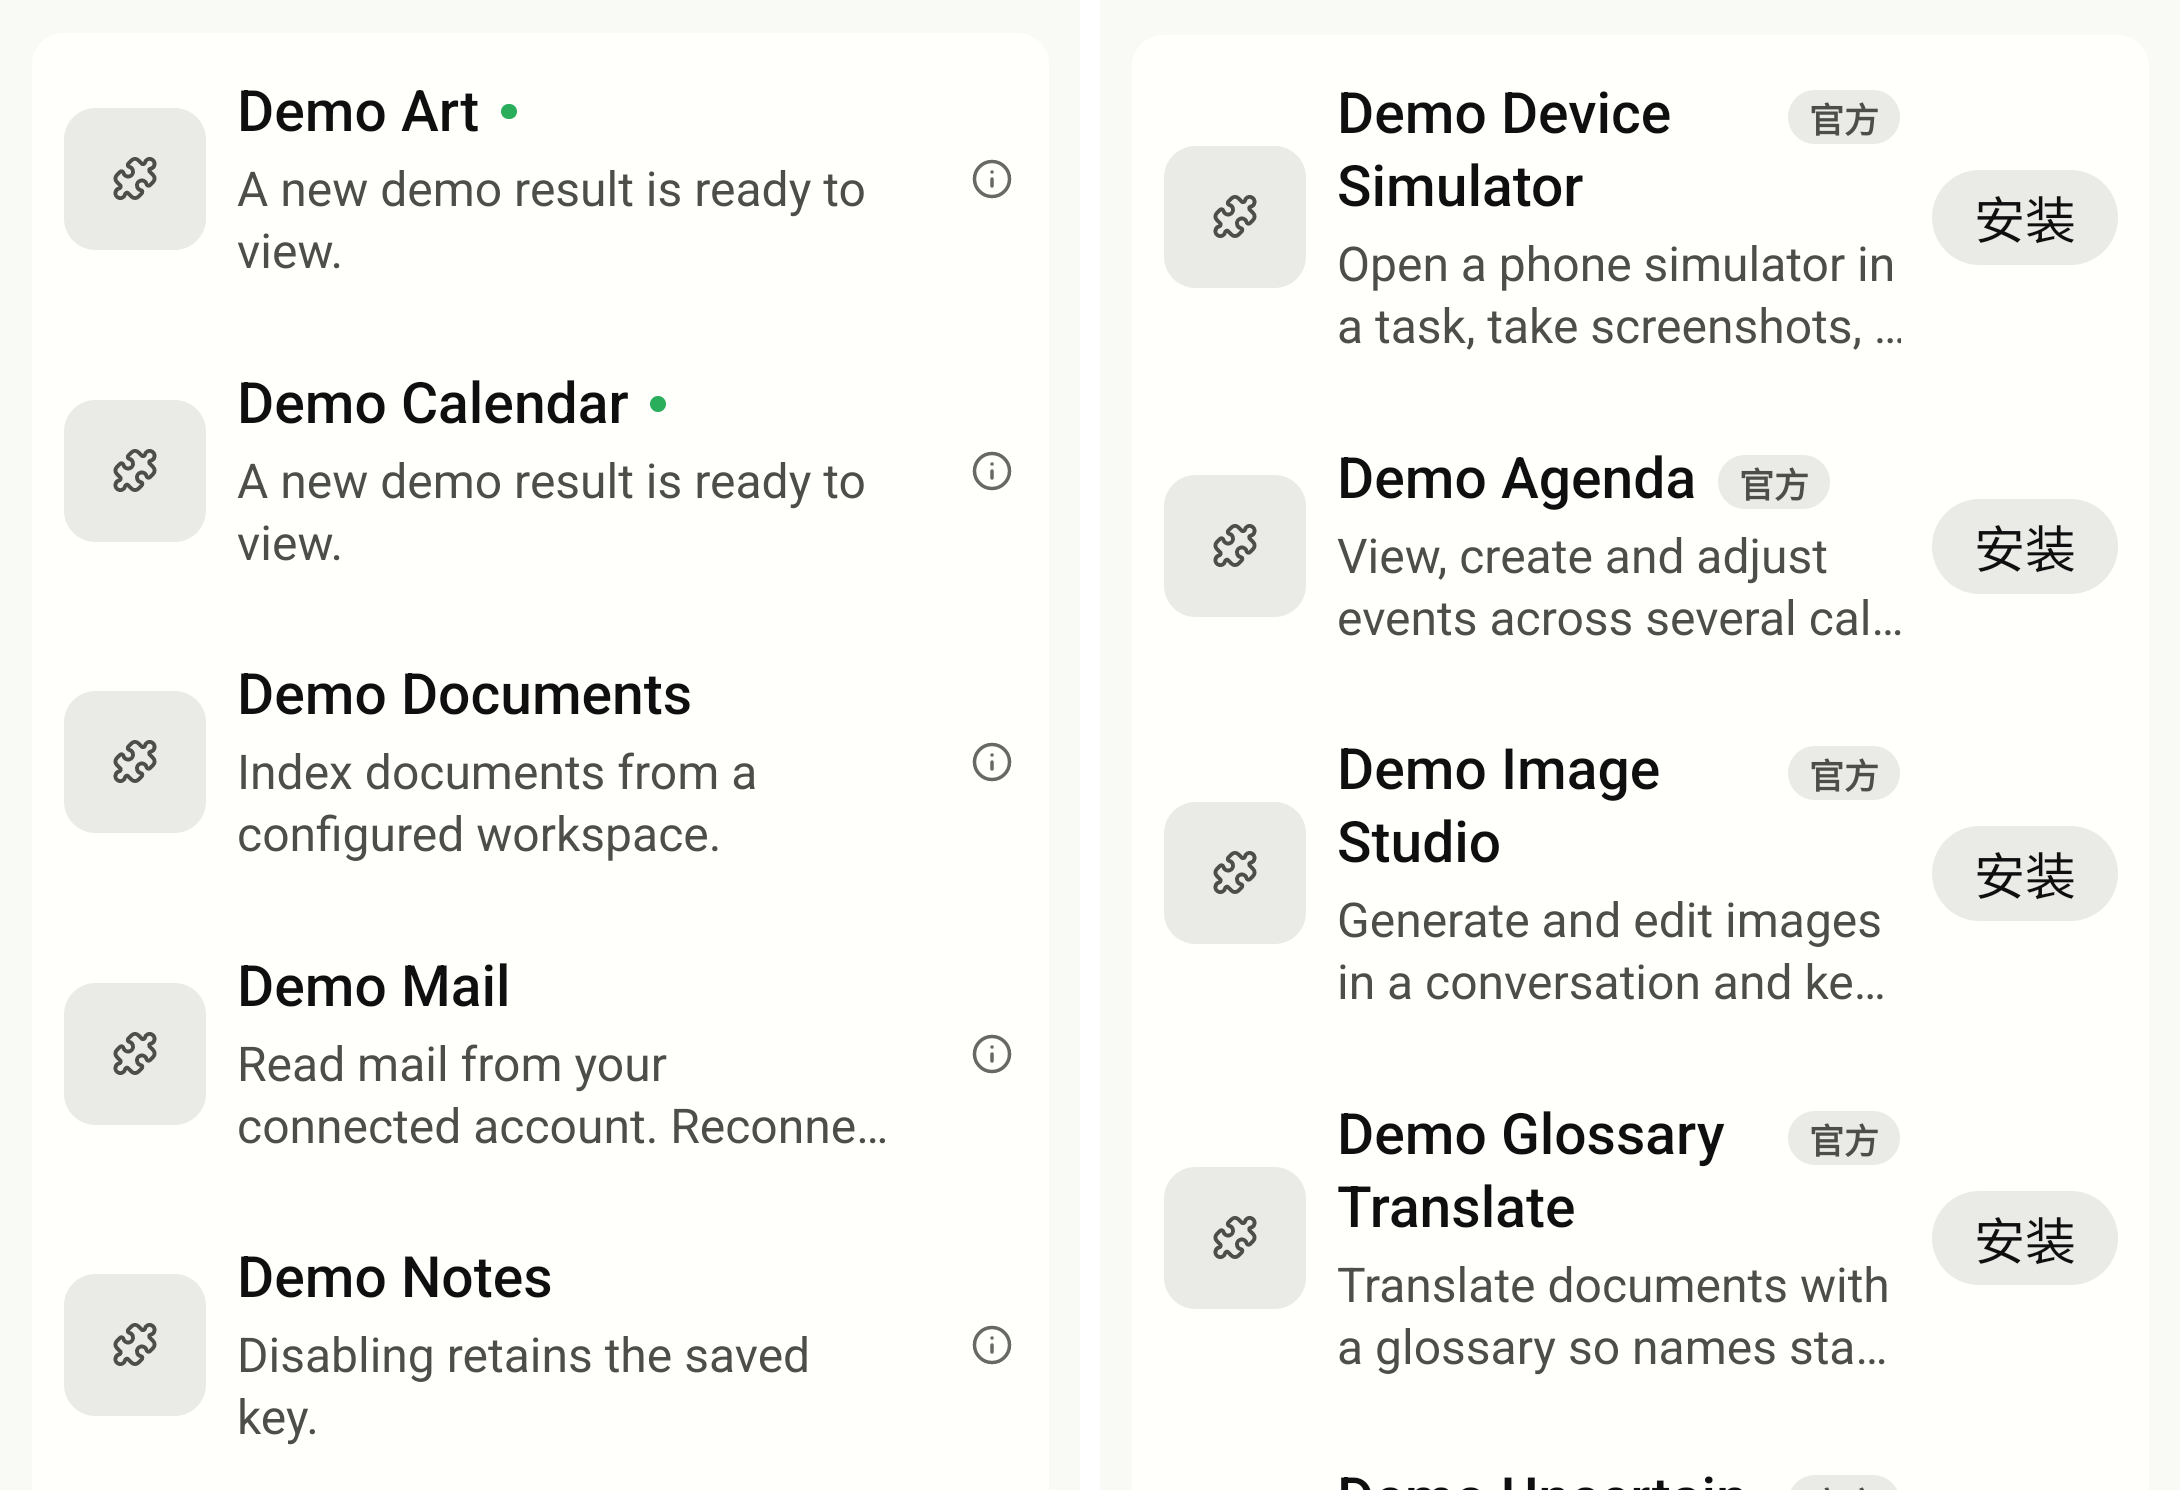 Demo Art
A new demo result is ready to
view.
Demo Calendar
A new demo result is ready to
view.
Demo Documents
Index documents from a
configured workspace.
Demo Mail
Read mail from your
connected account. Reconne…
Demo Notes
Disabling retains the saved
key.
Demo Device 官方
Simulator
Open a phone simulator in
a task, take screenshots, …
安装
Demo Agenda 官方
View, create and adjust
events across several cal…
安装
Demo Image 官方
Studio
Generate and edit images
in a conversation and ke…
安装
Demo Glossary 官方
Translate
Translate documents with
a glossary so names sta…
安装
Demo Uncertain